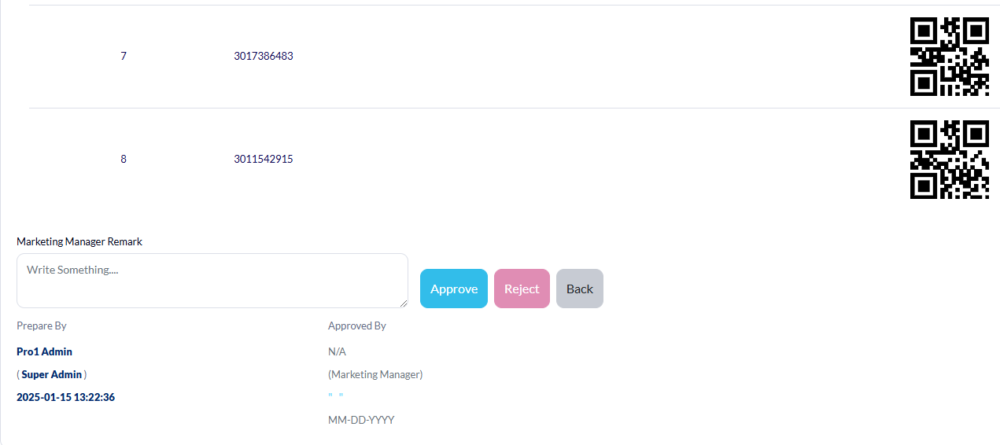 7 3017386483
8 3011542915
Marketing Manager Remark
Write Something....
Approve Reject Back
Prepare By Approved By
Pro1 Admin N/A
( Super Admin ) (Marketing Manager)
2025-01-15 13:22:36 " "
MM-DD-YYYY